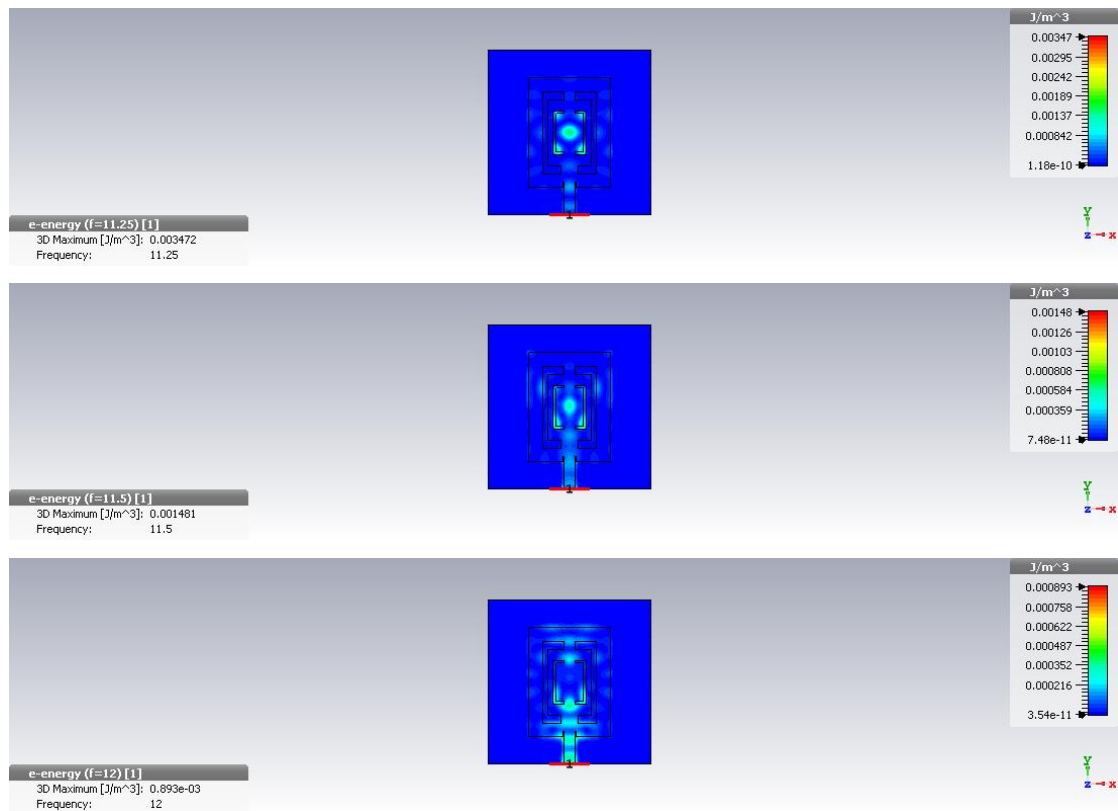 J/m^3
0.00347
0.00295
0.00242
0.00189
0.00137
0.000842
1.18e-10
1
y
z x
e-energy (f=11.25) [1]
3D Maximum [J/m^3]: 0.003472
Frequency: 11.25
J/m^3
0.00148
0.00126
0.00103
0.000808
0.000584
0.000359
7.48e-11
1
y
z x
e-energy (f=11.5) [1]
3D Maximum [J/m^3]: 0.001481
Frequency: 11.5
J/m^3
0.000893
0.000758
0.000622
0.000487
0.000352
0.000216
3.54e-11
1
y
z x
e-energy (f=12) [1]
3D Maximum [J/m^3]: 0.893e-03
Frequency: 12